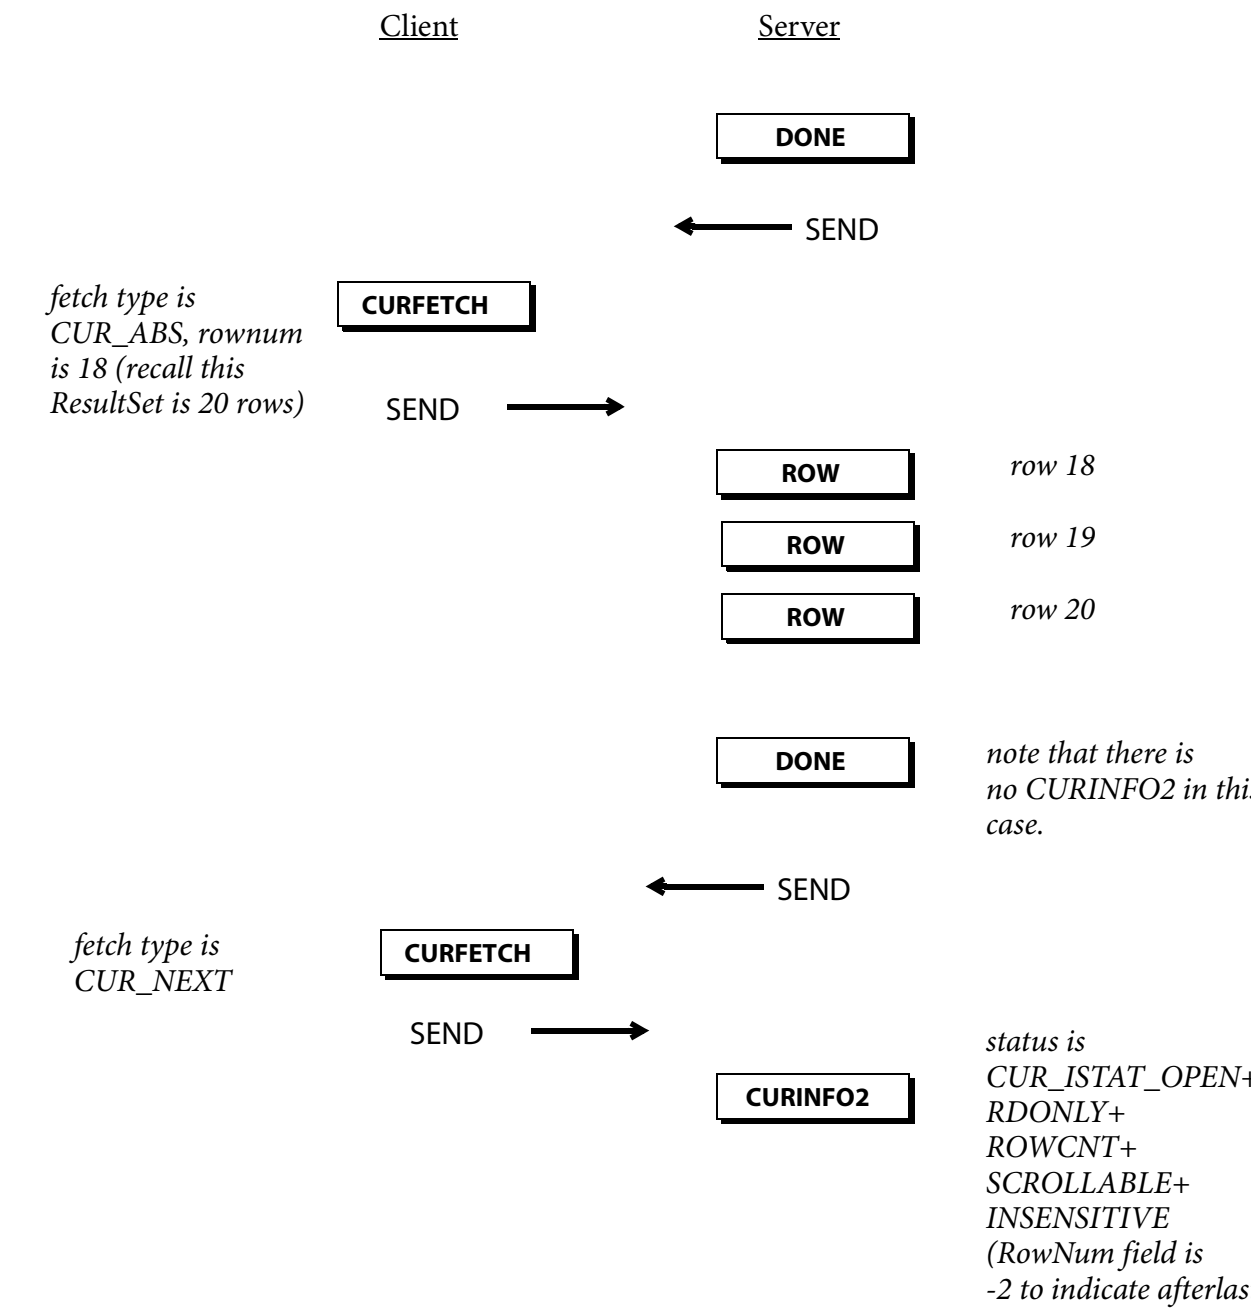 Client Server
DONE
SEND
fetch type is
CUR_ABS, rownum
is 18 (recall this
ResultSet is 20 rows)
CURFETCH
SEND
ROW row 18
ROW row 19
ROW row 20
DONE
note that there is
no CURINFO2 in this
case.
SEND
fetch type is
CUR_NEXT
CURFETCH
SEND
CURINFO2
status is
CUR_ISTAT_OPEN+
RDONLY+
ROWCNT+
SCROLLABLE+
INSENSITIVE
(RowNum field is
-2 to indicate afterlas